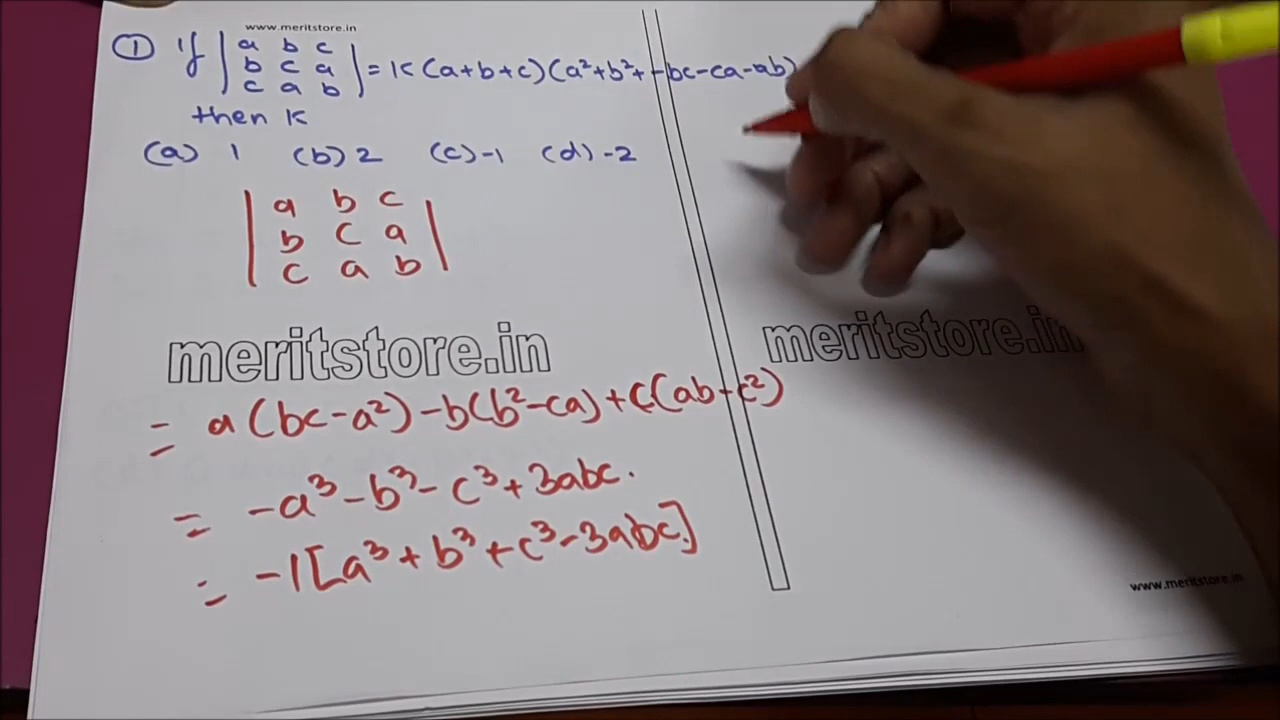 www.meritstore.in
① if | a b c |
| b c a | = K (a+b+c)(a²+b²+ -bc-ca-ab)
| c a b |
then K
(a) 1 (b) 2 (c) -1 (d) -2
| a b c |
| b c a |
| c a b |
meritstore.in
meritstore.in
= a(bc-a²)-b(b²-ca)+c(ab-c²)
= -a³-b³-c³+3abc.
= -1[a³+b³+c³-3abc]
www.meritstore.in